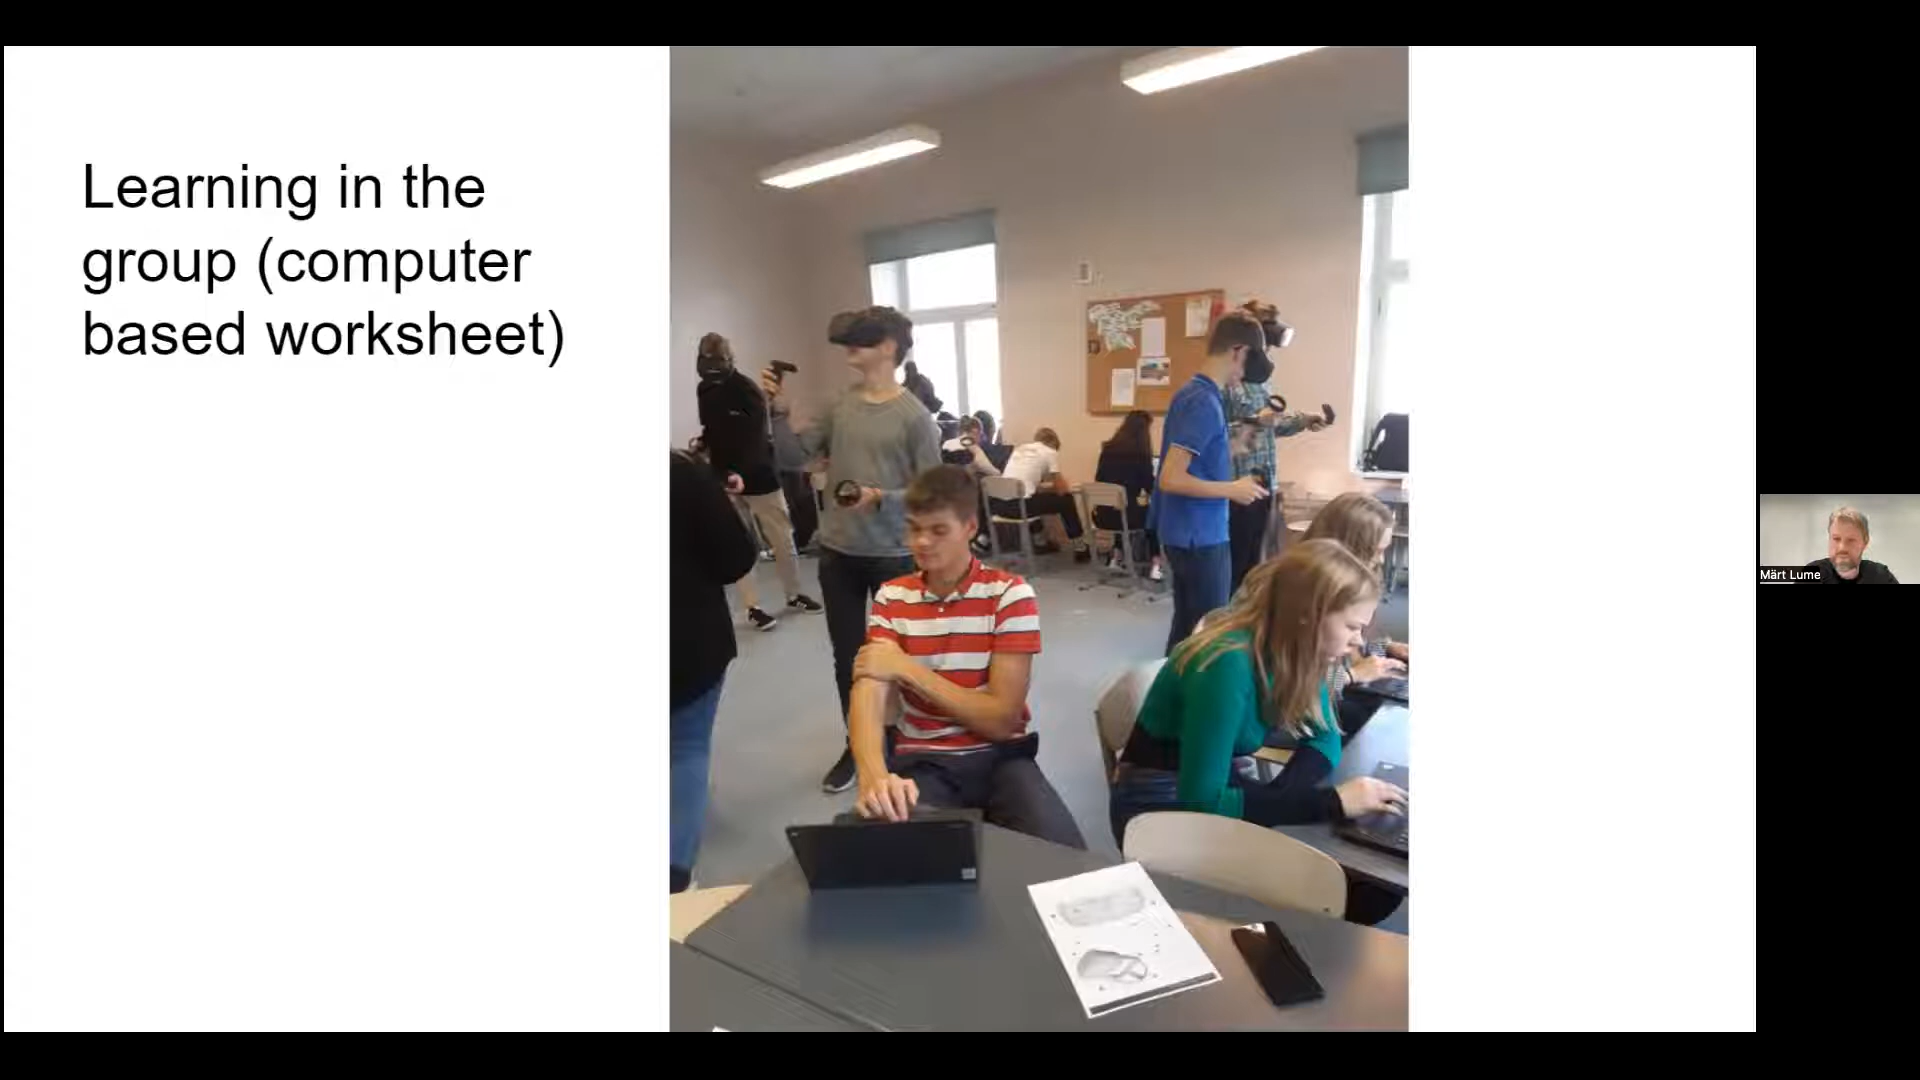 Learning in the
group (computer
based worksheet)
Märt Lume